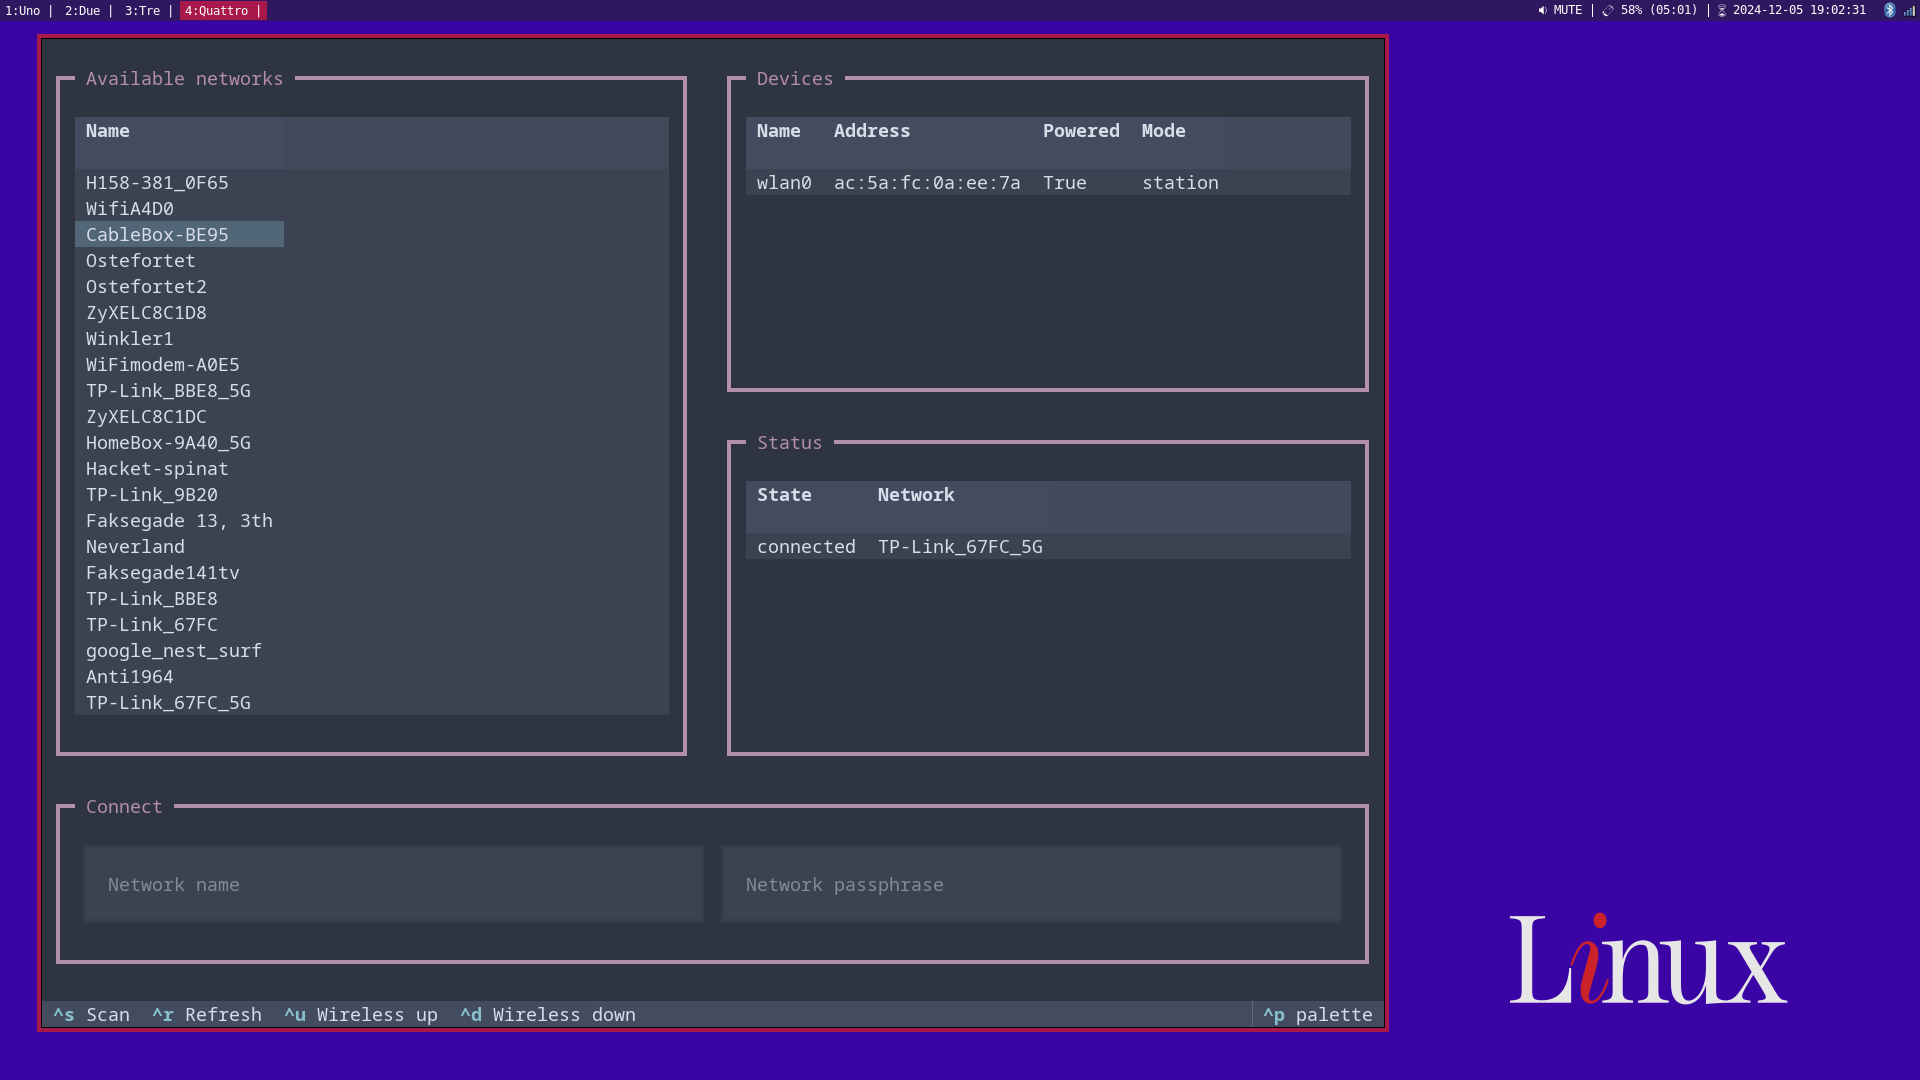 1:Uno | 2:Due | 3:Tre | 4:Quattro |
MUTE | 58% (05:01) | 2024-12-05 19:02:31
Available networks
Name
H158-381_0F65
WifiA4D0
CableBox-BE95
Ostefortet
Ostefortet2
ZyXELC8C1D8
Winkler1
WiFimodem-A0E5
TP-Link_BBE8_5G
ZyXELC8C1DC
HomeBox-9A40_5G
Hacket-spinat
TP-Link_9B20
Faksegade 13, 3th
Neverland
Faksegade141tv
TP-Link_BBE8
TP-Link_67FC
google_nest_surf
Anti1964
TP-Link_67FC_5G
Devices
Name Address Powered Mode
wlan0 ac:5a:fc:0a:ee:7a True station
Status
State Network
connected TP-Link_67FC_5G
Connect
Network name Network passphrase
^s Scan ^r Refresh ^u Wireless up ^d Wireless down ^p palette
Linux